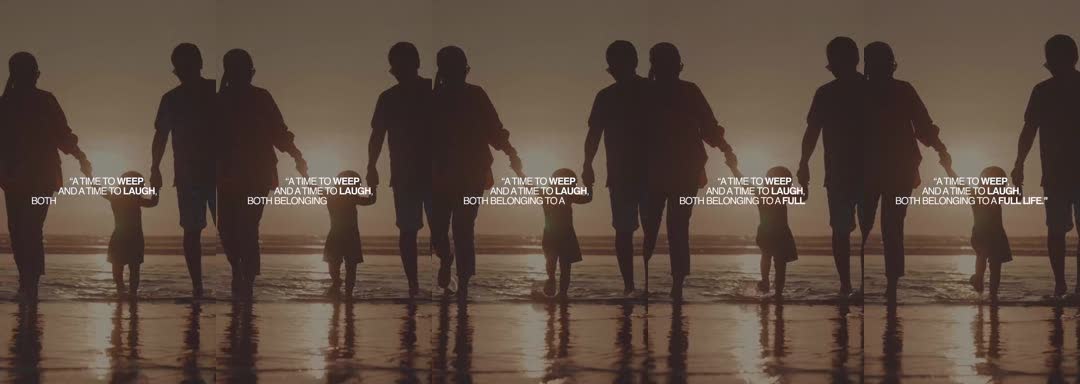 “A TIME TO WEEP,
AND A TIME TO LAUGH,
BOTH
“A TIME TO WEEP,
AND A TIME TO LAUGH,
BOTH BELONGING
“A TIME TO WEEP,
AND A TIME TO LAUGH,
BOTH BELONGING TO A
“A TIME TO WEEP,
AND A TIME TO LAUGH,
BOTH BELONGING TO A FULL
“A TIME TO WEEP,
AND A TIME TO LAUGH,
BOTH BELONGING TO A FULL LIFE.”